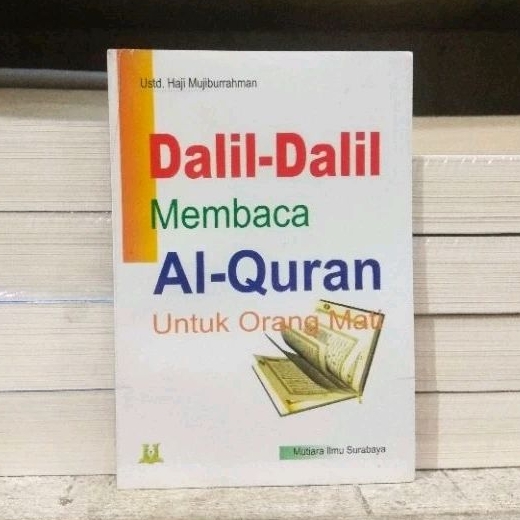 Ustd. Haji Mujiburrahman
Dalil-Dalil
Membaca
Al-Quran
Untuk Orang Mati
Mutiara Ilmu Surabaya